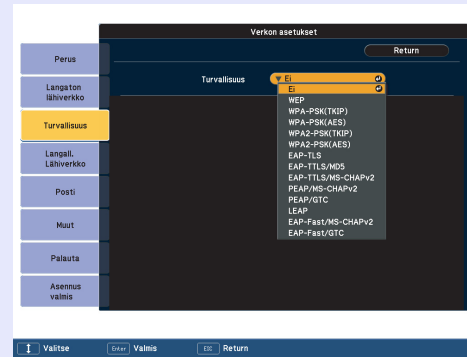 Verkon asetukset
Return
Perus
Langaton
lähiverkko
Turvallisuus
Langall.
Lähiverkko
Posti
Muut
Palauta
Asennus
valmis
Turvallisuus
Ei
Ei
WEP
WPA-PSK(TKIP)
WPA-PSK(AES)
WPA2-PSK(TKIP)
WPA2-PSK(AES)
EAP-TLS
EAP-TTLS/MD5
EAP-TTLS/MS-CHAPv2
PEAP/MS-CHAPv2
PEAP/GTC
LEAP
EAP-Fast/MS-CHAPv2
EAP-Fast/GTC
Valitse Enter Valmis ESC Return